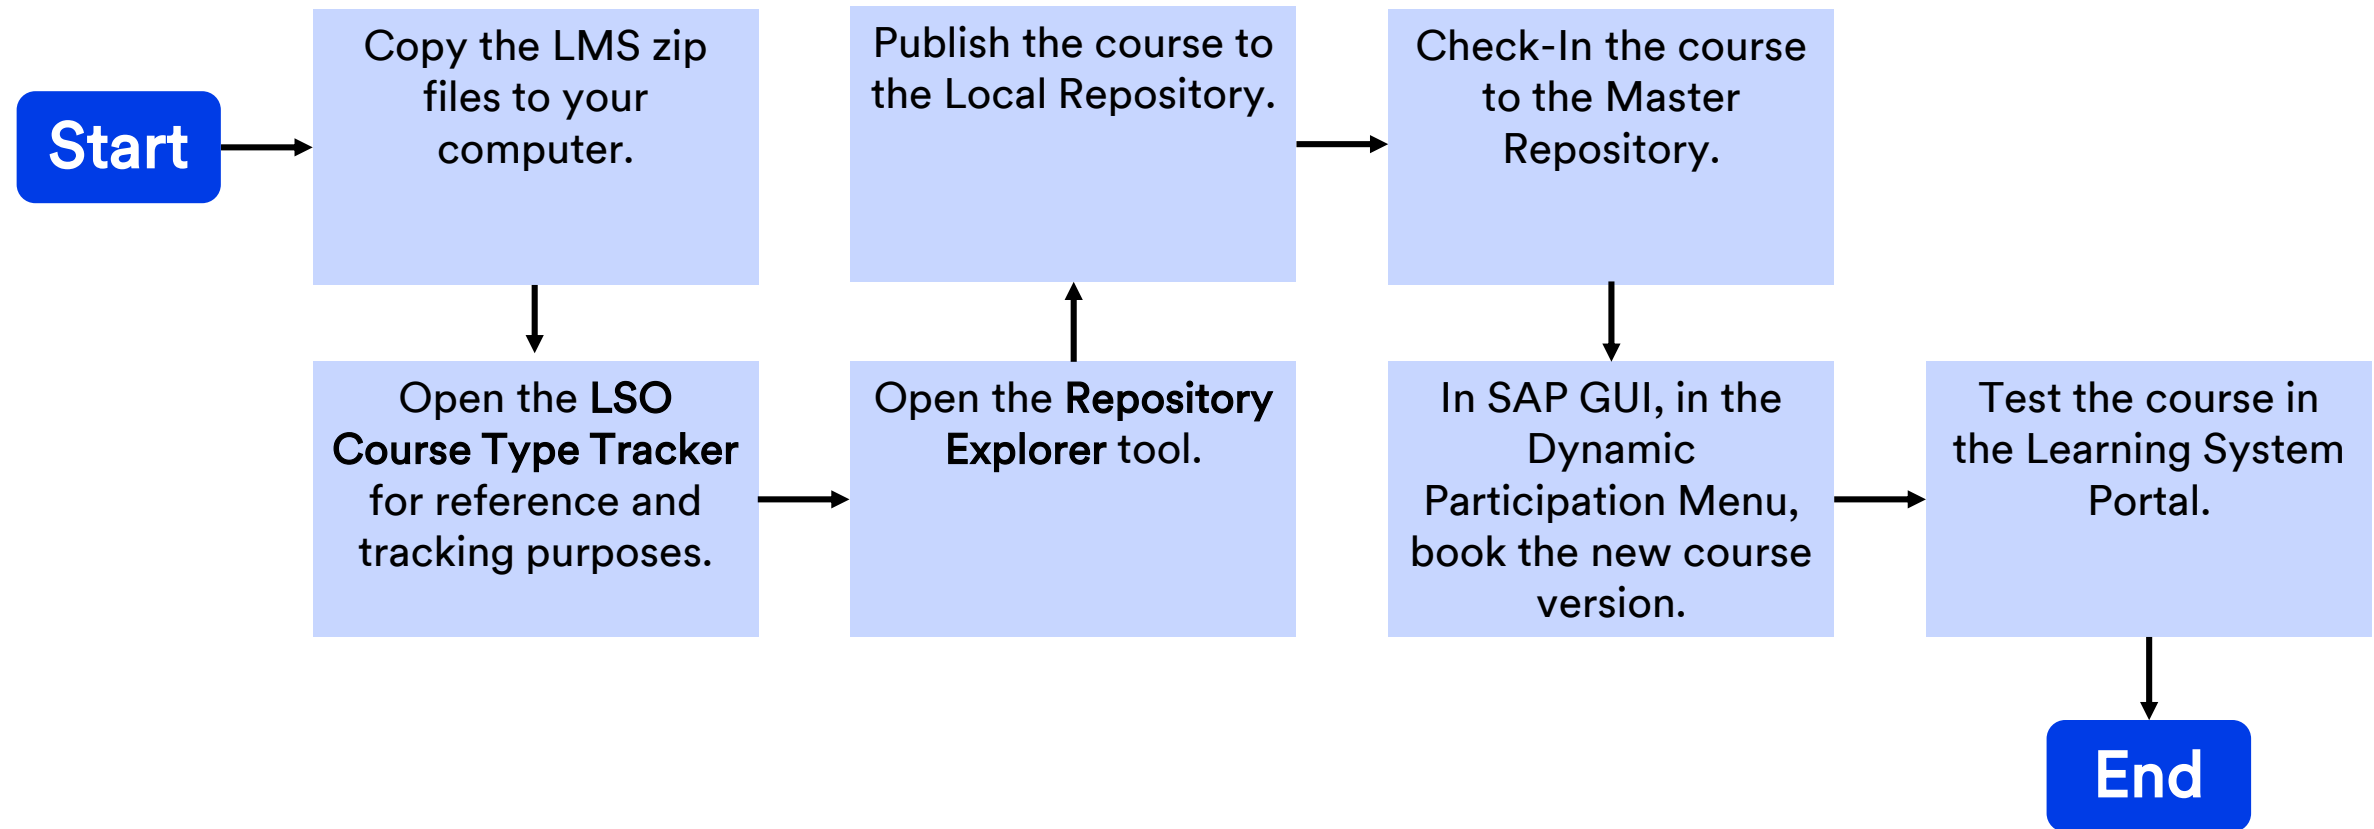 Start
Copy the LMS zip
files to your
computer.
Open the LSO
Course Type Tracker
for reference and
tracking purposes.
Open the Repository
Explorer tool.
Publish the course to
the Local Repository.
Check-In the course
to the Master
Repository.
In SAP GUI, in the
Dynamic
Participation Menu,
book the new course
version.
Test the course in
the Learning System
Portal.
End